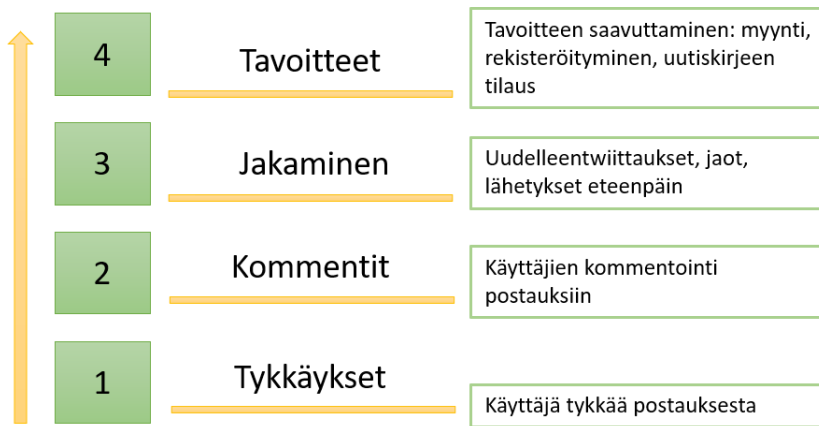 4
Tavoitteet
Tavoitteen saavuttaminen: myynti,
rekisteröityminen, uutiskirjeen
tilaus
3
Jakaminen
Uudelleentwiittaukset, jaot,
lähetykset eteenpäin
2
Kommentit
Käyttäjien kommentointi
postauksiin
1
Tykkäykset
Käyttäjä tykkää postauksesta